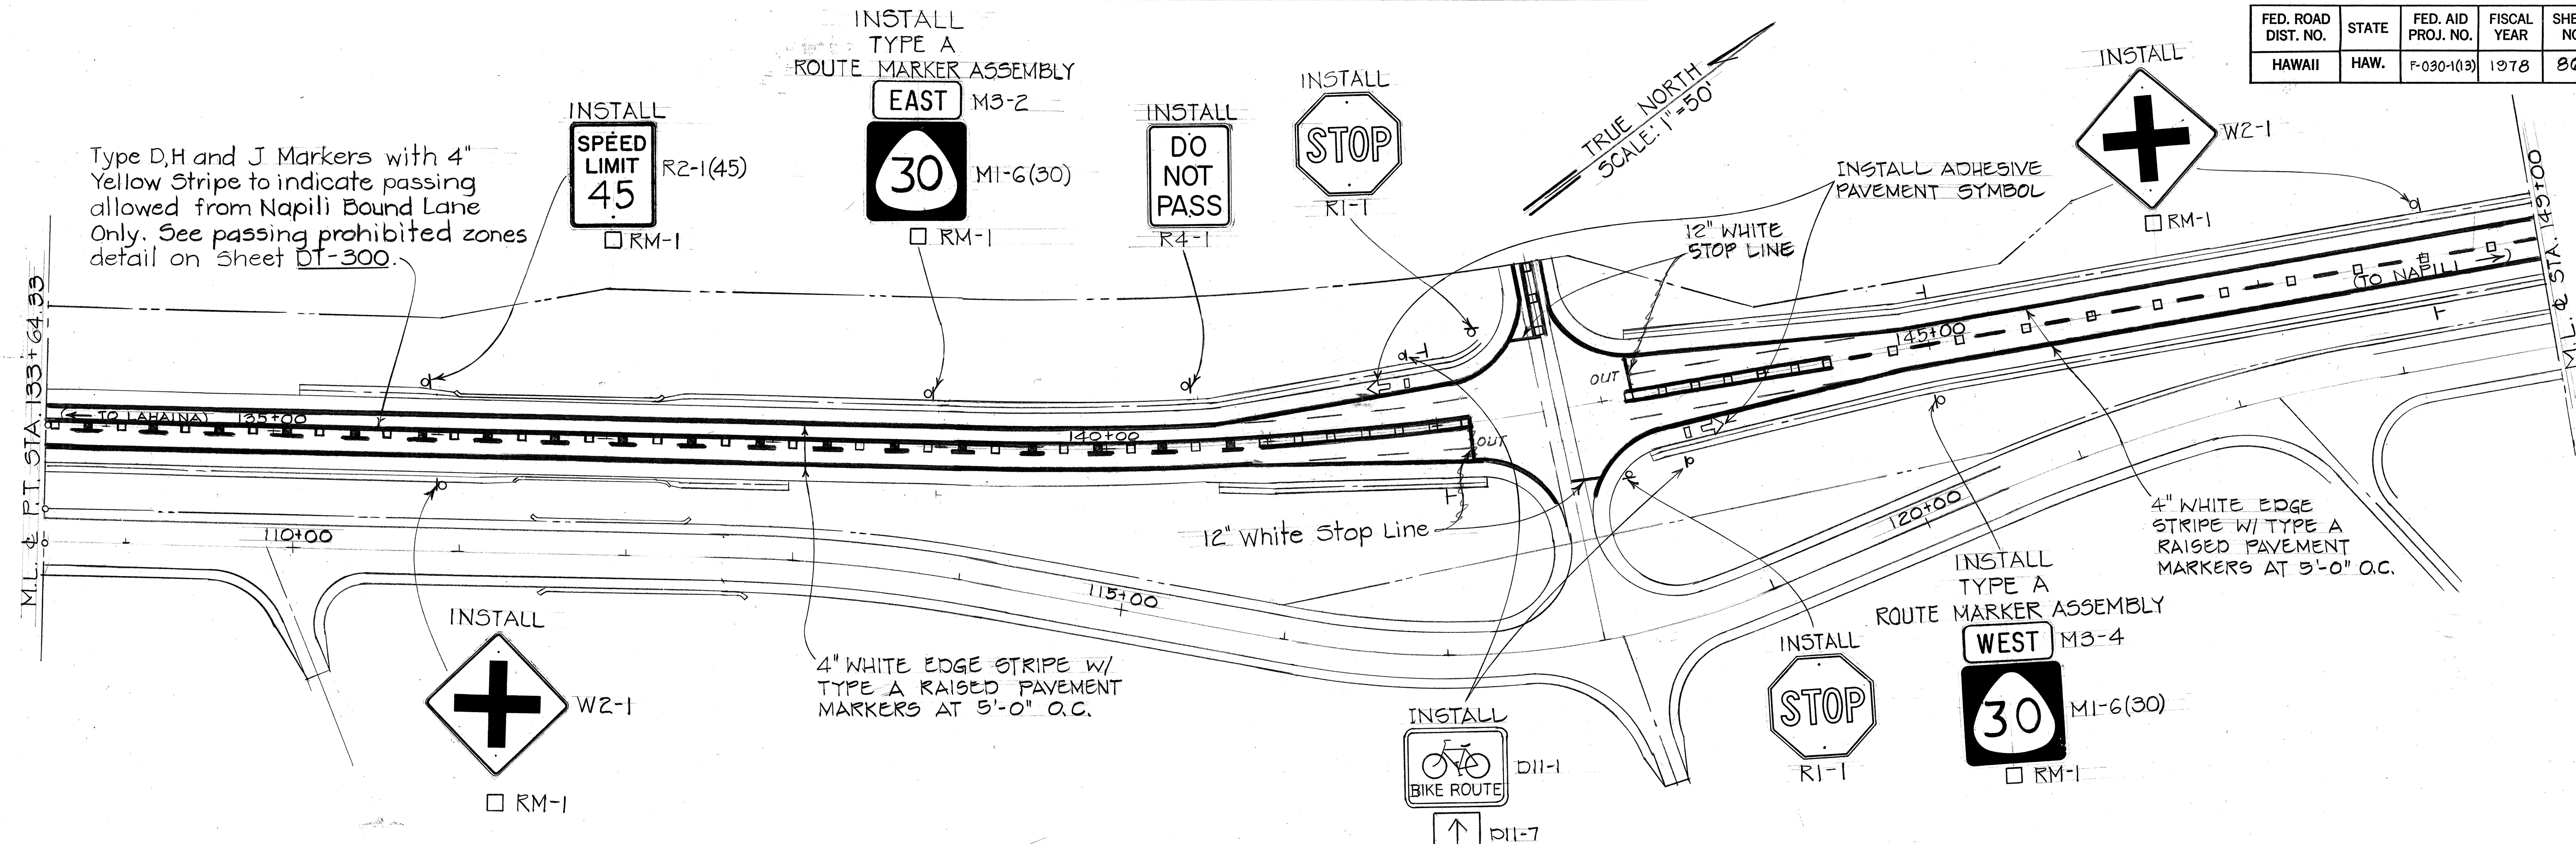 FED. ROAD DIST. NO.
STATE
FED. AID PROJ. NO.
FISCAL YEAR
HAWAII
HAW.
F-030-1(13)
1978
INSTALL
TYPE A
ROUTE MARKER ASSEMBLY
EAST M3-2
30 M1-6(30)
□ RM-1
INSTALL
SPEED
LIMIT
45
R2-1(45)
□ RM-1
INSTALL
DO
NOT
PASS
R4-1
INSTALL
STOP
R1-1
TRUE NORTH
SCALE: 1"=50'
INSTALL
W2-1
□ RM-1
Type D,H and J Markers with 4"
Yellow Stripe to indicate passing
allowed from Napili Bound Lane
Only. See passing prohibited zones
detail on Sheet DT-300.
INSTALL ADHESIVE
PAVEMENT SYMBOL
12" WHITE
STOP LINE
M.L. ℄ P.T. STA. 133+64.33
M.L. ℄ STA. 149+00
(← TO LAHAINA)
135+00
140+00
145+00
(TO NAPILI →)
OUT
OUT
12" White Stop Line
110+00
115+00
120+00
4" WHITE EDGE
STRIPE W/ TYPE A
RAISED PAVEMENT
MARKERS AT 5'-0" O.C.
4" WHITE EDGE STRIPE W/
TYPE A RAISED PAVEMENT
MARKERS AT 5'-0" O.C.
INSTALL
W2-1
□ RM-1
INSTALL
BIKE ROUTE
D11-1
↑ D11-7
INSTALL
STOP
R1-1
INSTALL
TYPE A
ROUTE MARKER ASSEMBLY
WEST M3-4
30 M1-6(30)
□ RM-1